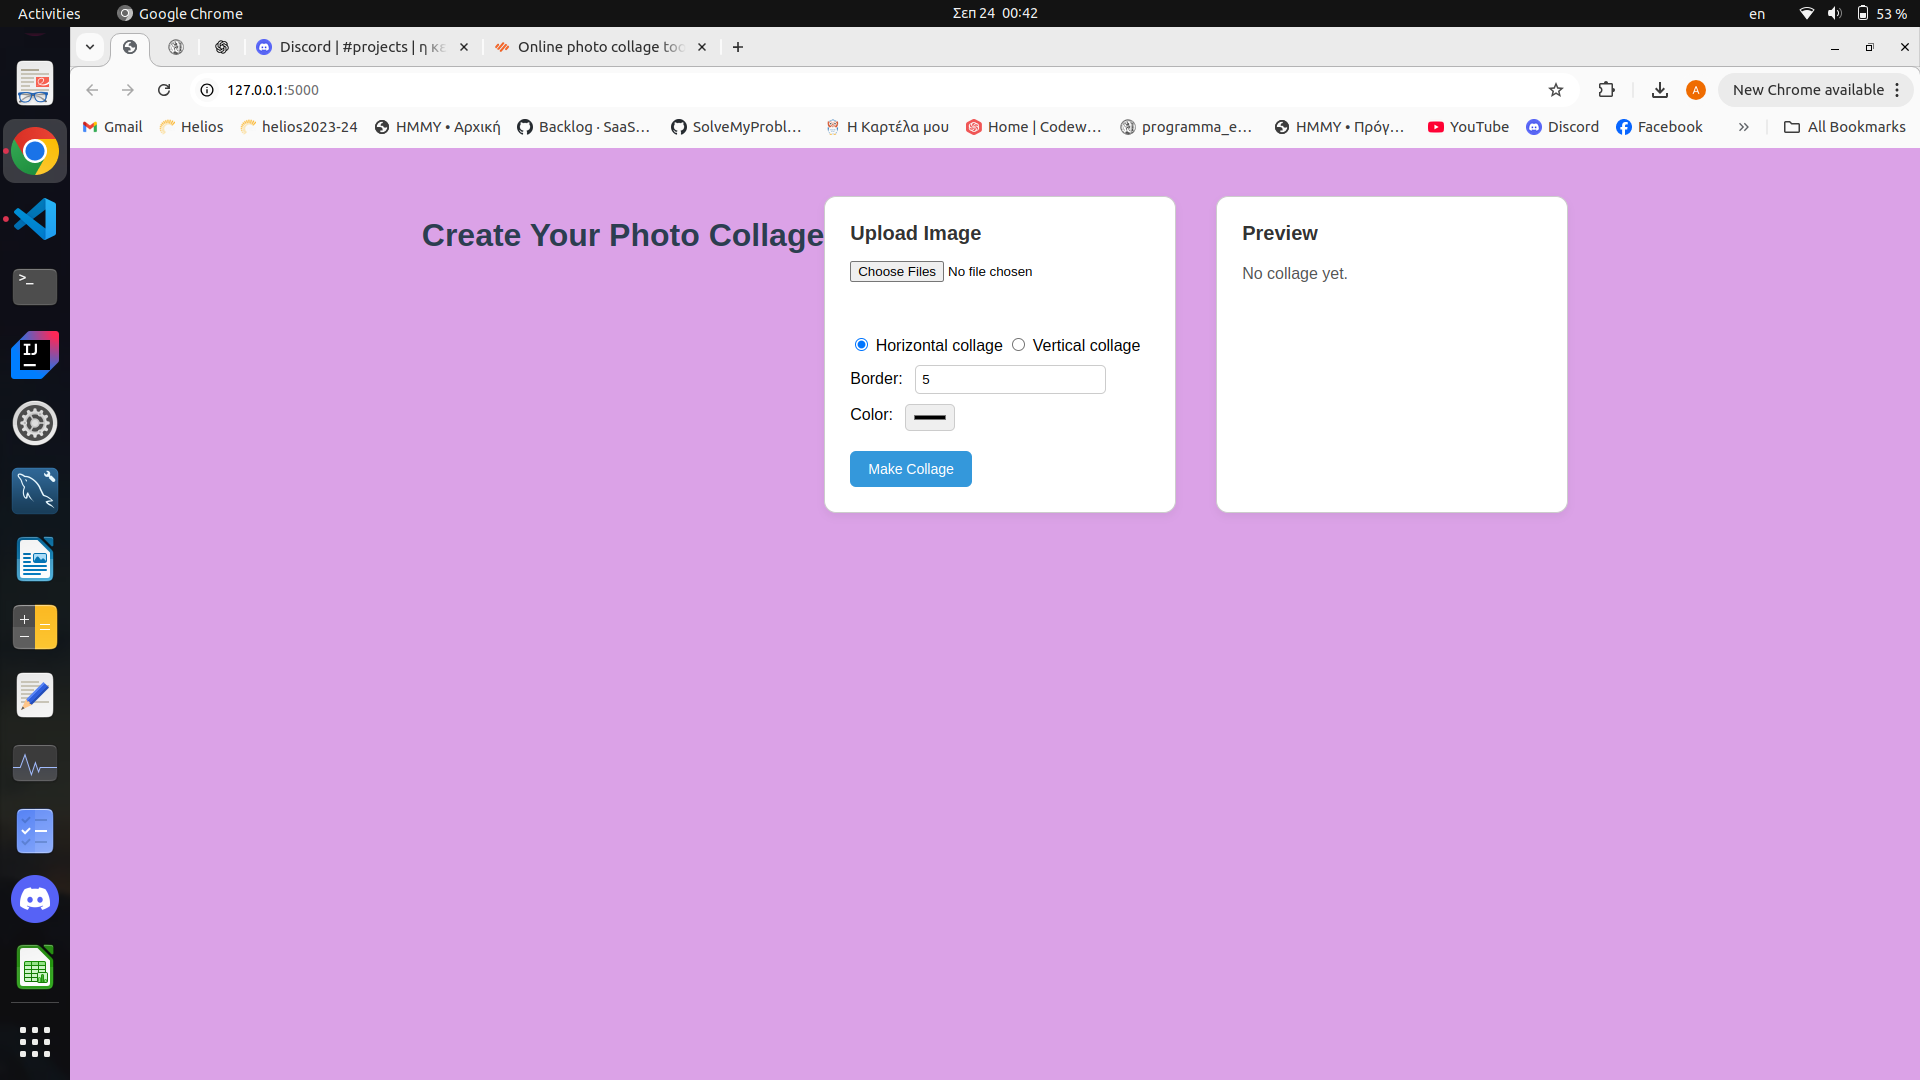 Activities
Google Chrome
Σεπ 24 00:42
en
53 %
Discord | #projects | η κε
Online photo collage too
127.0.0.1:5000
New Chrome available
Gmail
Helios
helios2023-24
HMMY • Αρχική
Backlog · SaaS...
SolveMyProbl...
Η Καρτέλα μου
Home | Codew...
programma_e...
HMMY • Πρόγ...
YouTube
Discord
Facebook
All Bookmarks
Create Your Photo Collage
Upload Image
Choose Files No file chosen
Horizontal collage Vertical collage
Border: 5
Color:
Make Collage
Preview
No collage yet.